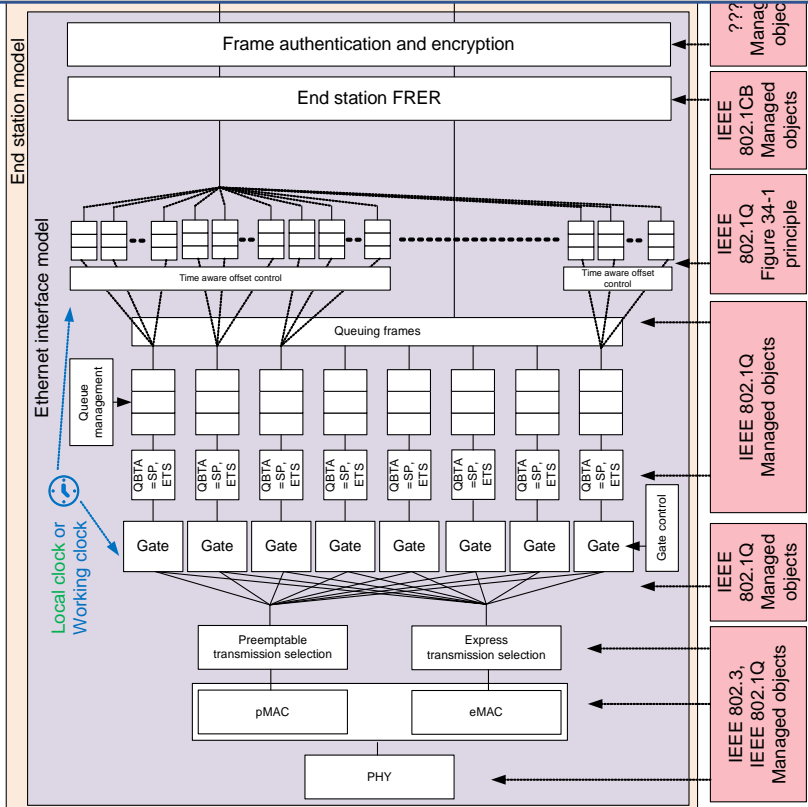 End station model
Ethernet interface model
Frame authentication and encryption
???
Manag
objec
End station FRER
IEEE
802.1CB
Managed
objects
IEEE
802.1Q
Figure 34-1
principle
Time aware offset control
Time aware offset
control
Queuing frames
IEEE 802.1Q
Managed objects
Queue
management
QBTA
=SP,
ETS
QBTA
=SP,
ETS
QBTA
=SP,
ETS
QBTA
=SP,
ETS
QBTA
=SP,
ETS
QBTA
=SP,
ETS
QBTA
=SP,
ETS
QBTA
=SP,
ETS
Gate
Gate
Gate
Gate
Gate
Gate
Gate
Gate
Gate control
Local clock or
Working clock
IEEE
802.1Q
Managed
objects
Preemptable
transmission selection
Express
transmission selection
pMAC
eMAC
IEEE 802.3,
IEEE 802.1Q
Managed objects
PHY